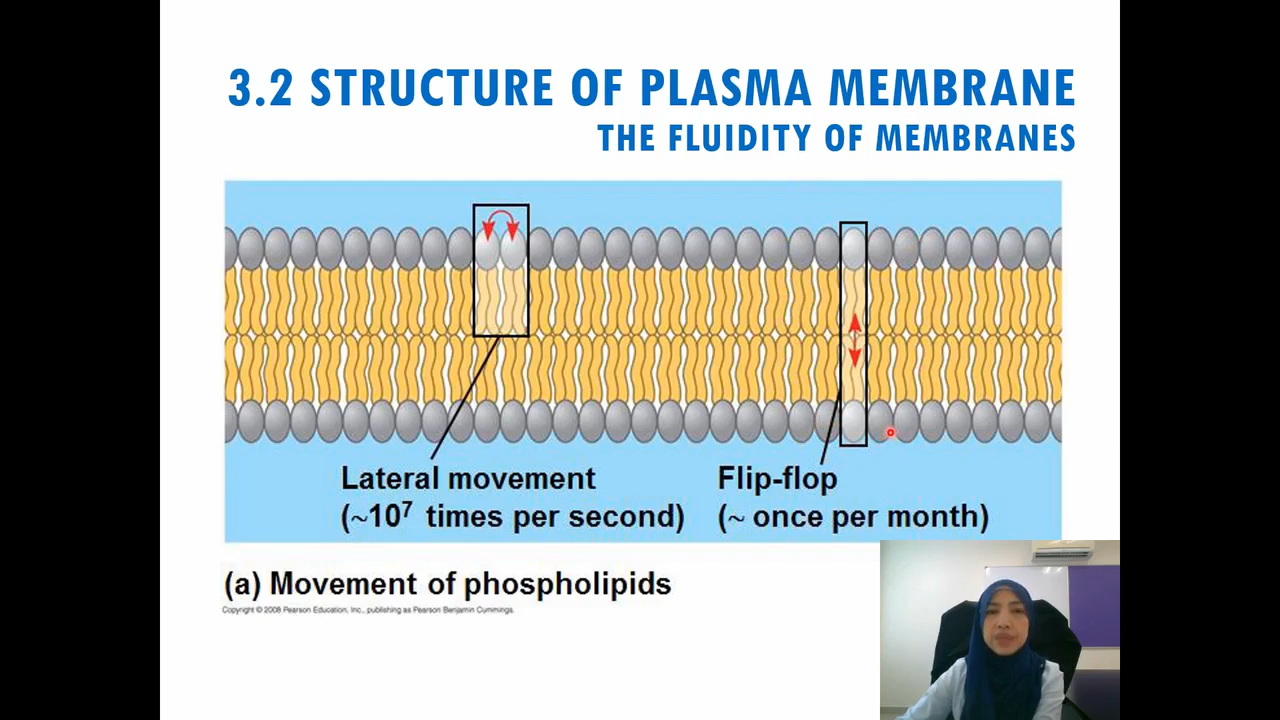 3.2 STRUCTURE OF PLASMA MEMBRANE
THE FLUIDITY OF MEMBRANES
Lateral movement
(~10⁷ times per second)
Flip-flop
(~ once per month)
(a) Movement of phospholipids
Copyright © 2008 Pearson Education, Inc., publishing as Pearson Benjamin Cummings.